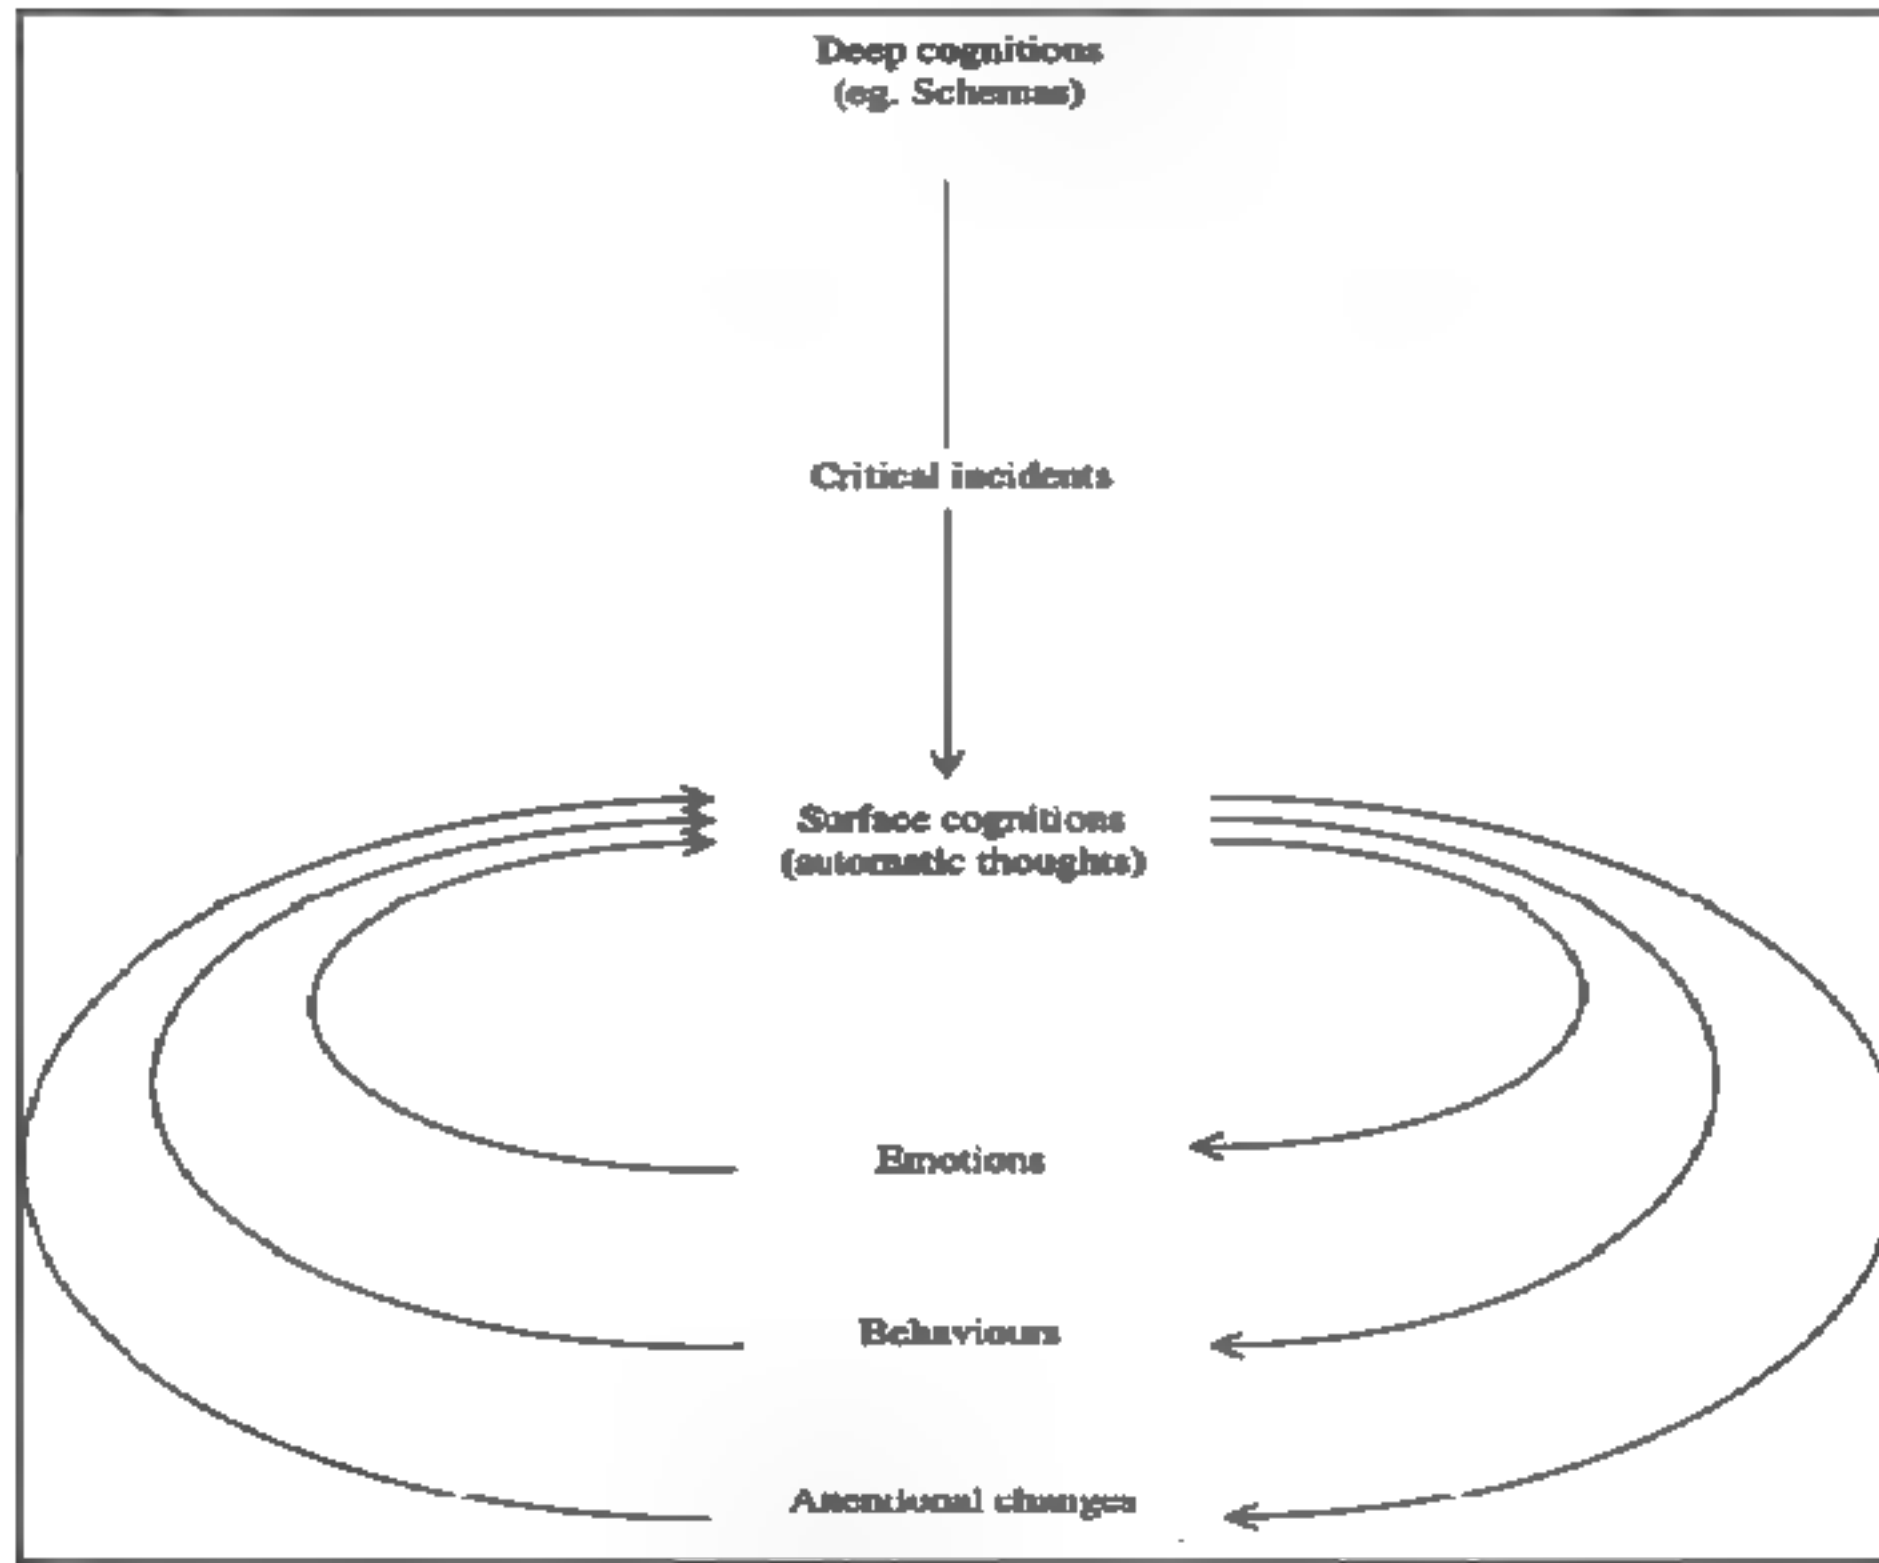 Deep cognitions
(eg. Schemas)
Critical incidents
Surface cognitions
(automatic thoughts)
Emotions
Behaviours
Attentional changes